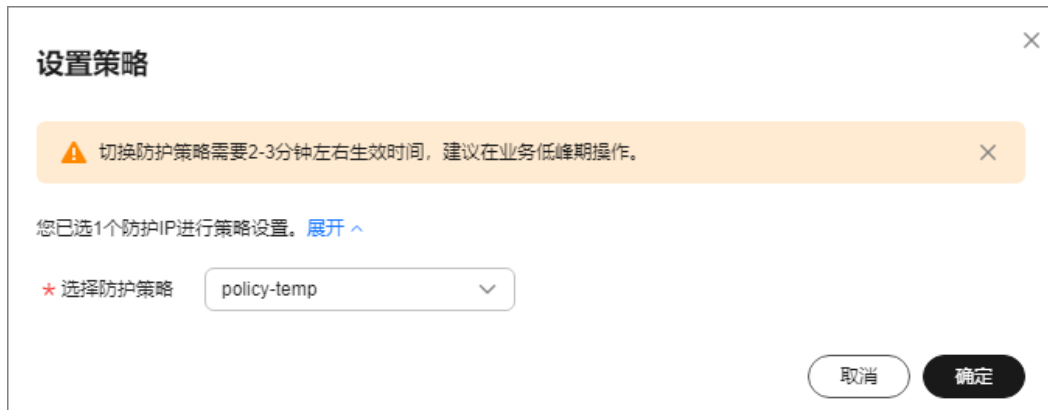 设置策略
切换防护策略需要2-3分钟左右生效时间，建议在业务低峰期操作。
您已选1个防护IP进行策略设置。展开
* 选择防护策略 policy-temp
取消 确定